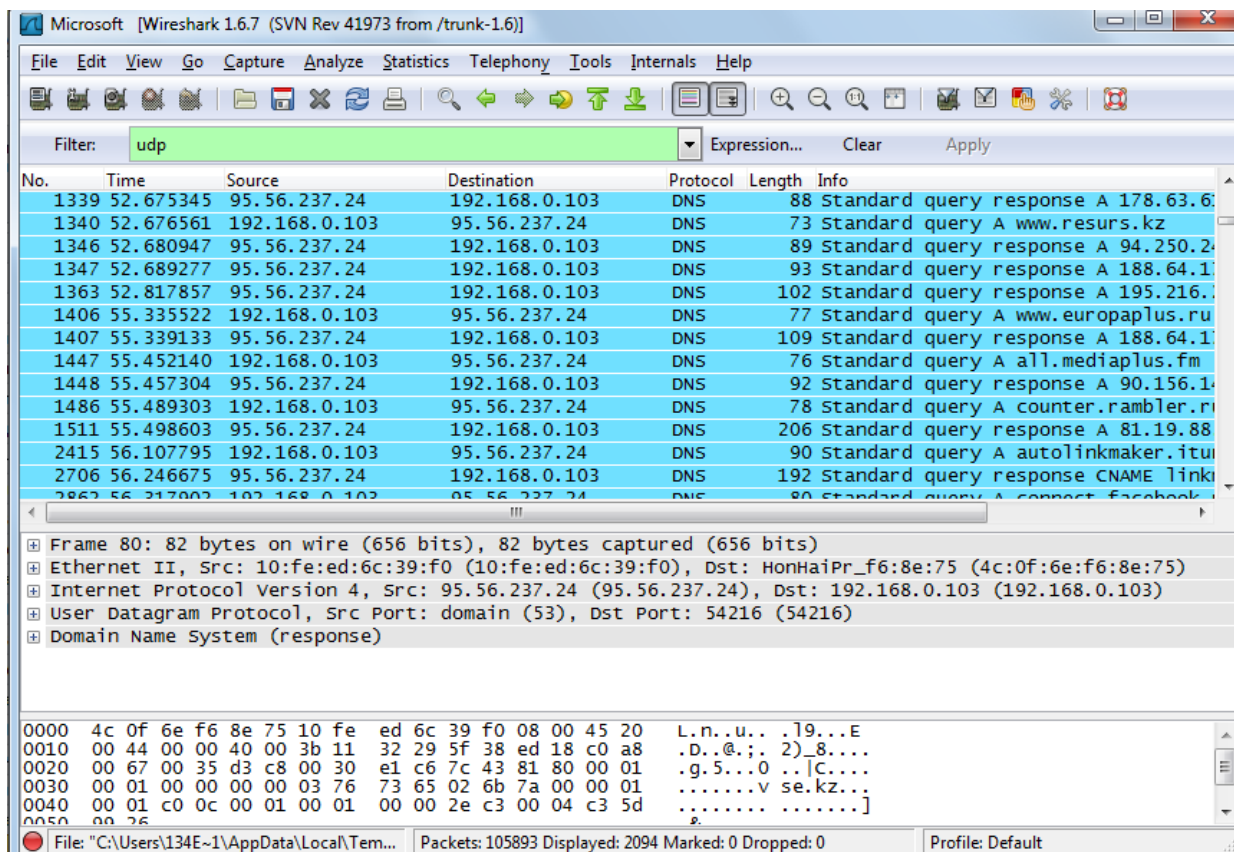 Microsoft [Wireshark 1.6.7 (SVN Rev 41973 from /trunk-1.6)]
File Edit View Go Capture Analyze Statistics Telephony Tools Internals Help
Filter: udp Expression... Clear Apply
No. Time Source Destination Protocol Length Info
1339 52.675345 95.56.237.24 192.168.0.103 DNS 88 Standard query response A 178.63.6
1340 52.676561 192.168.0.103 95.56.237.24 DNS 73 Standard query A www.resurs.kz
1346 52.680947 95.56.237.24 192.168.0.103 DNS 89 Standard query response A 94.250.2
1347 52.689277 95.56.237.24 192.168.0.103 DNS 93 Standard query response A 188.64.1
1363 52.817857 95.56.237.24 192.168.0.103 DNS 102 Standard query response A 195.216.
1406 55.335522 192.168.0.103 95.56.237.24 DNS 77 Standard query A www.europaplus.ru
1407 55.339133 95.56.237.24 192.168.0.103 DNS 109 Standard query response A 188.64.1
1447 55.452140 192.168.0.103 95.56.237.24 DNS 76 Standard query A all.mediaplus.fm
1448 55.457304 95.56.237.24 192.168.0.103 DNS 92 Standard query response A 90.156.1
1486 55.489303 192.168.0.103 95.56.237.24 DNS 78 Standard query A counter.rambler.r
1511 55.498603 95.56.237.24 192.168.0.103 DNS 206 Standard query response A 81.19.88
2415 56.107795 192.168.0.103 95.56.237.24 DNS 90 Standard query A autolinkmaker.itu
2706 56.246675 95.56.237.24 192.168.0.103 DNS 192 Standard query response CNAME link
2862 56.317902 192.168.0.103 95.56.237.24 DNS 80 Standard query A connect.facebook.
Frame 80: 82 bytes on wire (656 bits), 82 bytes captured (656 bits)
Ethernet II, Src: 10:fe:ed:6c:39:f0 (10:fe:ed:6c:39:f0), Dst: HonHaiPr_f6:8e:75 (4c:0f:6e:f6:8e:75)
Internet Protocol Version 4, Src: 95.56.237.24 (95.56.237.24), Dst: 192.168.0.103 (192.168.0.103)
User Datagram Protocol, Src Port: domain (53), Dst Port: 54216 (54216)
Domain Name System (response)
0000 4c 0f 6e f6 8e 75 10 fe ed 6c 39 f0 08 00 45 20 L.n..u.. .l9...E
0010 00 44 00 00 40 00 3b 11 32 29 5f 38 ed 18 c0 a8 .D..@.;. 2)_8....
0020 00 67 00 35 d3 c8 00 30 e1 c6 7c 43 81 80 00 01 .g.5...0 ..|C....
0030 00 01 00 00 00 00 03 76 73 65 02 6b 7a 00 00 01 .......v se.kz...
0040 00 01 c0 0c 00 01 00 01 00 00 2e c3 00 04 c3 5d ........ .......]
0050 99 26 .&
File: "C:\Users\134E~1\AppData\Local\Tem... Packets: 105893 Displayed: 2094 Marked: 0 Dropped: 0 Profile: Default